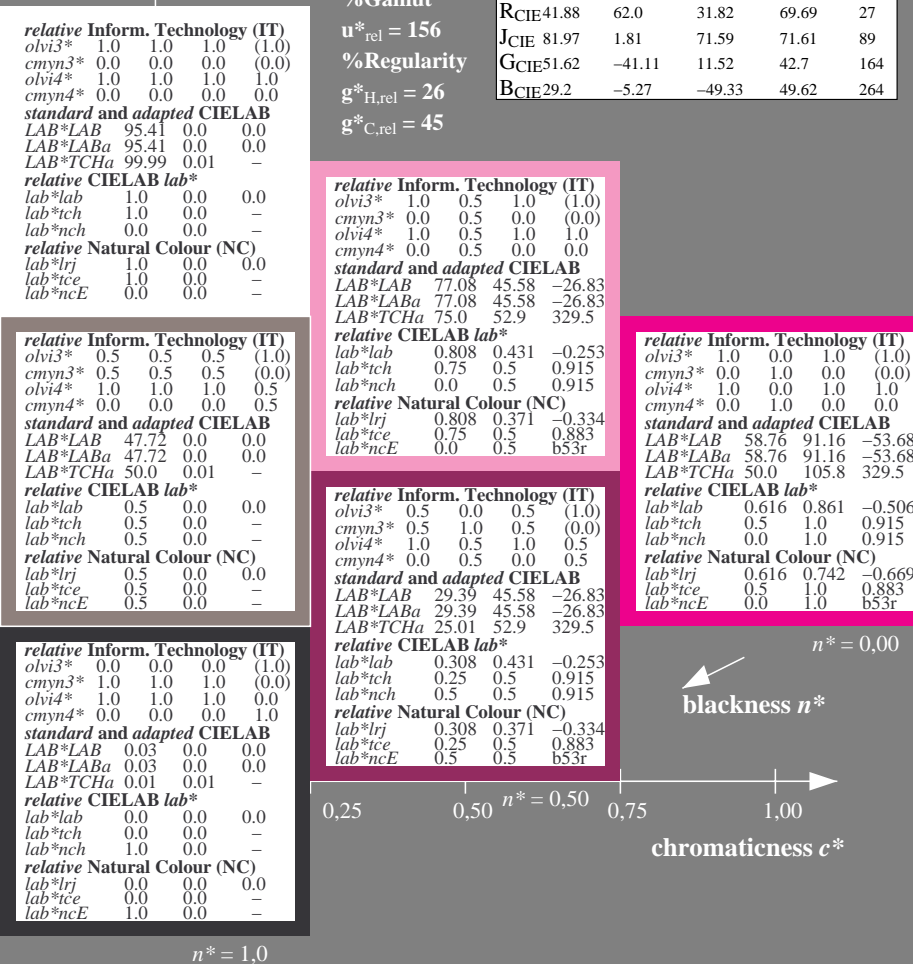 %Gamut
u*rel = 156
%Regularity
g*H,rel = 26
g*C,rel = 45
RCIE 41.88 62.0 31.82 69.69 27
JCIE 81.97 1.81 71.59 71.61 89
GCIE 51.62 −41.11 11.52 42.7 164
BCIE 29.2 −5.27 −49.33 49.62 264
relative Inform. Technology (IT)
olvi3* 1.0 1.0 1.0 (1.0)
cmyn3* 0.0 0.0 0.0 (0.0)
olvi4* 1.0 1.0 1.0 1.0
cmyn4* 0.0 0.0 0.0 0.0
standard and adapted CIELAB
LAB*LAB 95.41 0.0 0.0
LAB*LABa 95.41 0.0 0.0
LAB*TCHa 99.99 0.01 –
relative CIELAB lab*
lab*lab 1.0 0.0 0.0
lab*tch 1.0 0.0 –
lab*nch 0.0 0.0 –
relative Natural Colour (NC)
lab*lrj 1.0 0.0 0.0
lab*tce 1.0 0.0 –
lab*ncE 0.0 0.0 –
relative Inform. Technology (IT)
olvi3* 1.0 0.5 1.0 (1.0)
cmyn3* 0.0 0.5 0.0 (0.0)
olvi4* 1.0 0.5 1.0 1.0
cmyn4* 0.0 0.5 0.0 0.0
standard and adapted CIELAB
LAB*LAB 77.08 45.58 −26.83
LAB*LABa 77.08 45.58 −26.83
LAB*TCHa 75.0 52.9 329.5
relative CIELAB lab*
lab*lab 0.808 0.431 −0.253
lab*tch 0.75 0.5 0.915
lab*nch 0.0 0.5 0.915
relative Natural Colour (NC)
lab*lrj 0.808 0.371 −0.334
lab*tce 0.75 0.5 0.883
lab*ncE 0.0 0.5 b53r
relative Inform. Technology (IT)
olvi3* 0.5 0.5 0.5 (1.0)
cmyn3* 0.5 0.5 0.5 (0.0)
olvi4* 1.0 1.0 1.0 0.5
cmyn4* 0.0 0.0 0.0 0.5
standard and adapted CIELAB
LAB*LAB 47.72 0.0 0.0
LAB*LABa 47.72 0.0 0.0
LAB*TCHa 50.0 0.01 –
relative CIELAB lab*
lab*lab 0.5 0.0 0.0
lab*tch 0.5 0.0 –
lab*nch 0.5 0.0 –
relative Natural Colour (NC)
lab*lrj 0.5 0.0 0.0
lab*tce 0.5 0.0 –
lab*ncE 0.5 0.0 –
relative Inform. Technology (IT)
olvi3* 1.0 0.0 1.0 (1.0)
cmyn3* 0.0 1.0 0.0 (0.0)
olvi4* 1.0 0.0 1.0 1.0
cmyn4* 0.0 1.0 0.0 0.0
standard and adapted CIELAB
LAB*LAB 58.76 91.16 −53.68
LAB*LABa 58.76 91.16 −53.68
LAB*TCHa 50.0 105.8 329.5
relative CIELAB lab*
lab*lab 0.616 0.861 −0.506
lab*tch 0.5 1.0 0.915
lab*nch 0.0 1.0 0.915
relative Natural Colour (NC)
lab*lrj 0.616 0.742 −0.669
lab*tce 0.5 1.0 0.883
lab*ncE 0.0 1.0 b53r
relative Inform. Technology (IT)
olvi3* 0.5 0.0 0.5 (1.0)
cmyn3* 0.5 1.0 0.5 (0.0)
olvi4* 1.0 0.5 1.0 0.5
cmyn4* 0.0 0.5 0.0 0.5
standard and adapted CIELAB
LAB*LAB 29.39 45.58 −26.83
LAB*LABa 29.39 45.58 −26.83
LAB*TCHa 25.01 52.9 329.5
relative CIELAB lab*
lab*lab 0.308 0.431 −0.253
lab*tch 0.25 0.5 0.915
lab*nch 0.5 0.5 0.915
relative Natural Colour (NC)
lab*lrj 0.308 0.371 −0.334
lab*tce 0.25 0.5 0.883
lab*ncE 0.5 0.5 b53r
relative Inform. Technology (IT)
olvi3* 0.0 0.0 0.0 (1.0)
cmyn3* 1.0 1.0 1.0 (0.0)
olvi4* 1.0 1.0 1.0 0.0
cmyn4* 0.0 0.0 0.0 1.0
standard and adapted CIELAB
LAB*LAB 0.03 0.0 0.0
LAB*LABa 0.03 0.0 0.0
LAB*TCHa 0.01 0.01 –
relative CIELAB lab*
lab*lab 0.0 0.0 0.0
lab*tch 0.0 0.0 –
lab*nch 1.0 0.0 –
relative Natural Colour (NC)
lab*lrj 0.0 0.0 0.0
lab*tce 0.0 0.0 –
lab*ncE 1.0 0.0 –
n* = 0,00
blackness n*
0,25 0,50 n* = 0,50 0,75 1,00
chromaticness c*
n* = 1,0